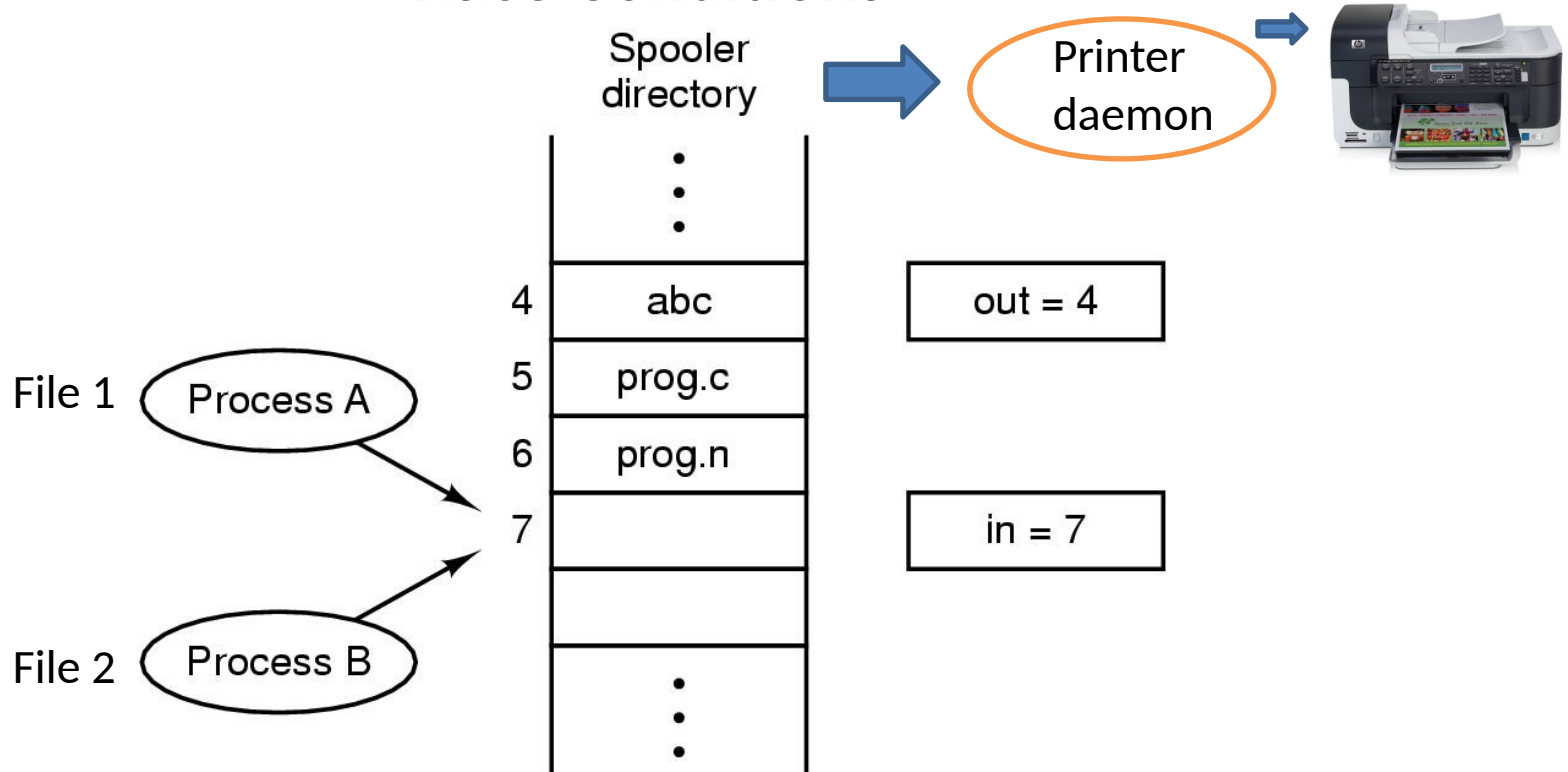 Spooler
directory
Printer
daemon
hp
4
abc
out = 4
File 1
Process A
5
prog.c
6
prog.n
7
in = 7
File 2
Process B